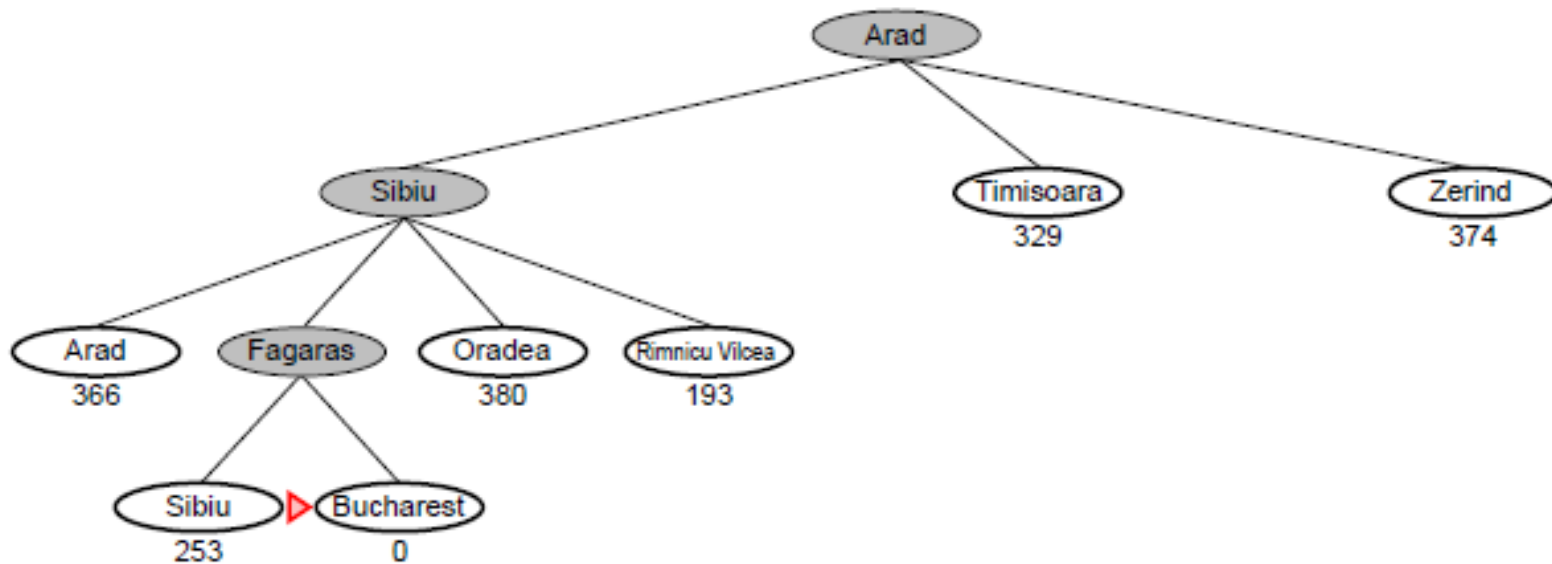 Arad
Sibiu
Timisoara
Zerind
329
374
Arad
Fagaras
Oradea
Rimnicu Vilcea
366
380
193
Sibiu
Bucharest
253
0